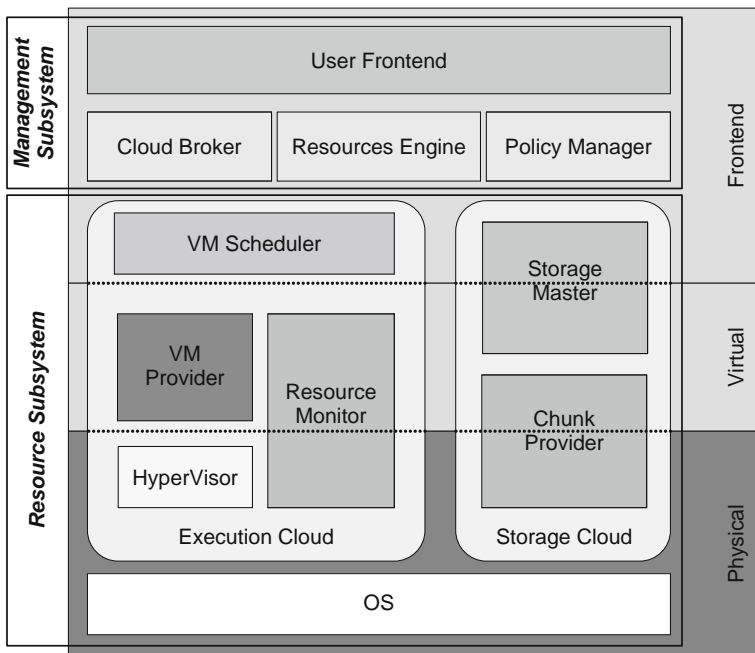 Management
Subsystem
User Frontend
Cloud Broker
Resources Engine
Policy Manager
Frontend
Resource Subsystem
VM Scheduler
Storage
Master
VM
Provider
Resource
Monitor
Virtual
Chunk
Provider
HyperVisor
Execution Cloud
Storage Cloud
Physical
OS